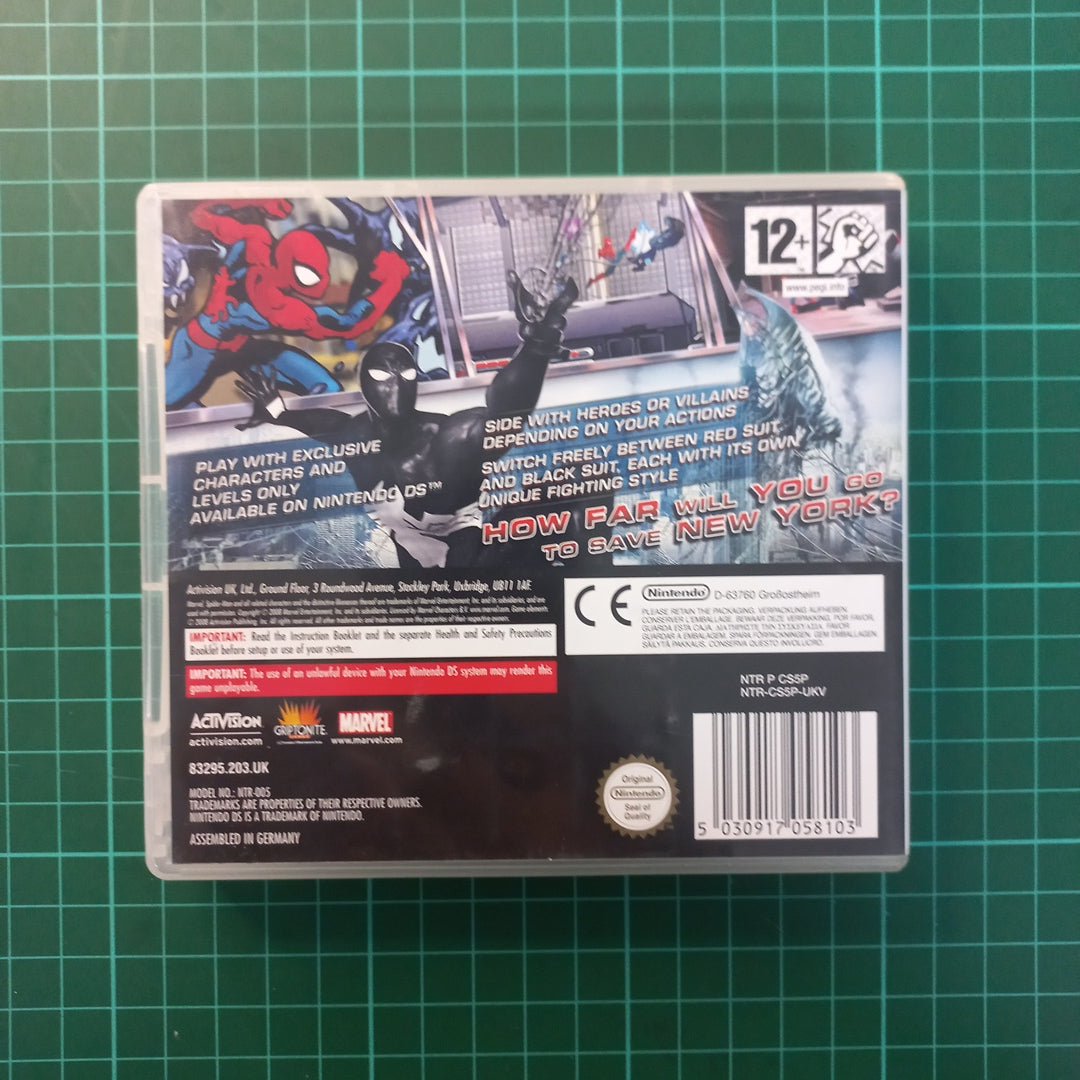 12+
www.pegi.info
PLAY WITH EXCLUSIVE
CHARACTERS AND
LEVELS ONLY
AVAILABLE ON NINTENDO DS™
SIDE WITH HEROES OR VILLAINS
DEPENDING ON YOUR ACTIONS
SWITCH FREELY BETWEEN RED SUIT
AND BLACK SUIT, EACH WITH ITS OWN
UNIQUE FIGHTING STYLE
HOW FAR WILL YOU GO
TO SAVE NEW YORK?
Activision UK, Ltd., Ground Floor, 3 Roundwood Avenue, Stockley Park, Uxbridge, UB11 1AF.
IMPORTANT: Read the Instruction Booklet and the separate Health and Safety Precautions
Booklet before setup or use of your system.
IMPORTANT: The use of an unlawful device with your Nintendo DS system may render this
game unplayable.
CE
Nintendo D-63760 Großostheim
PLEASE RETAIN THE PACKAGING. VERPACKUNG AUFHEBEN.
CONSERVER L'EMBALLAGE. BEWAAR DEZE VERPAKKING. POR FAVOR,
GUARDA ESTA CAJA. FAVOR
GUARDAR A EMBALAGEM. SPARA FÖRPACKNINGEN. GEM EMBALLAGEN.
SÄILYTÄ PAKKAUS. CONSERVA QUESTO INVOLUCRO.
NTR P CS5P
NTR-CS5P-UKV
ACTIVISION
activision.com
GRIPTONITE
MARVEL
www.marvel.com
83295.203.UK
MODEL NO.: NTR-005
TRADEMARKS ARE PROPERTIES OF THEIR RESPECTIVE OWNERS.
NINTENDO DS IS A TRADEMARK OF NINTENDO.
ASSEMBLED IN GERMANY
Original
Nintendo
Seal of
Quality
5 030917 058103